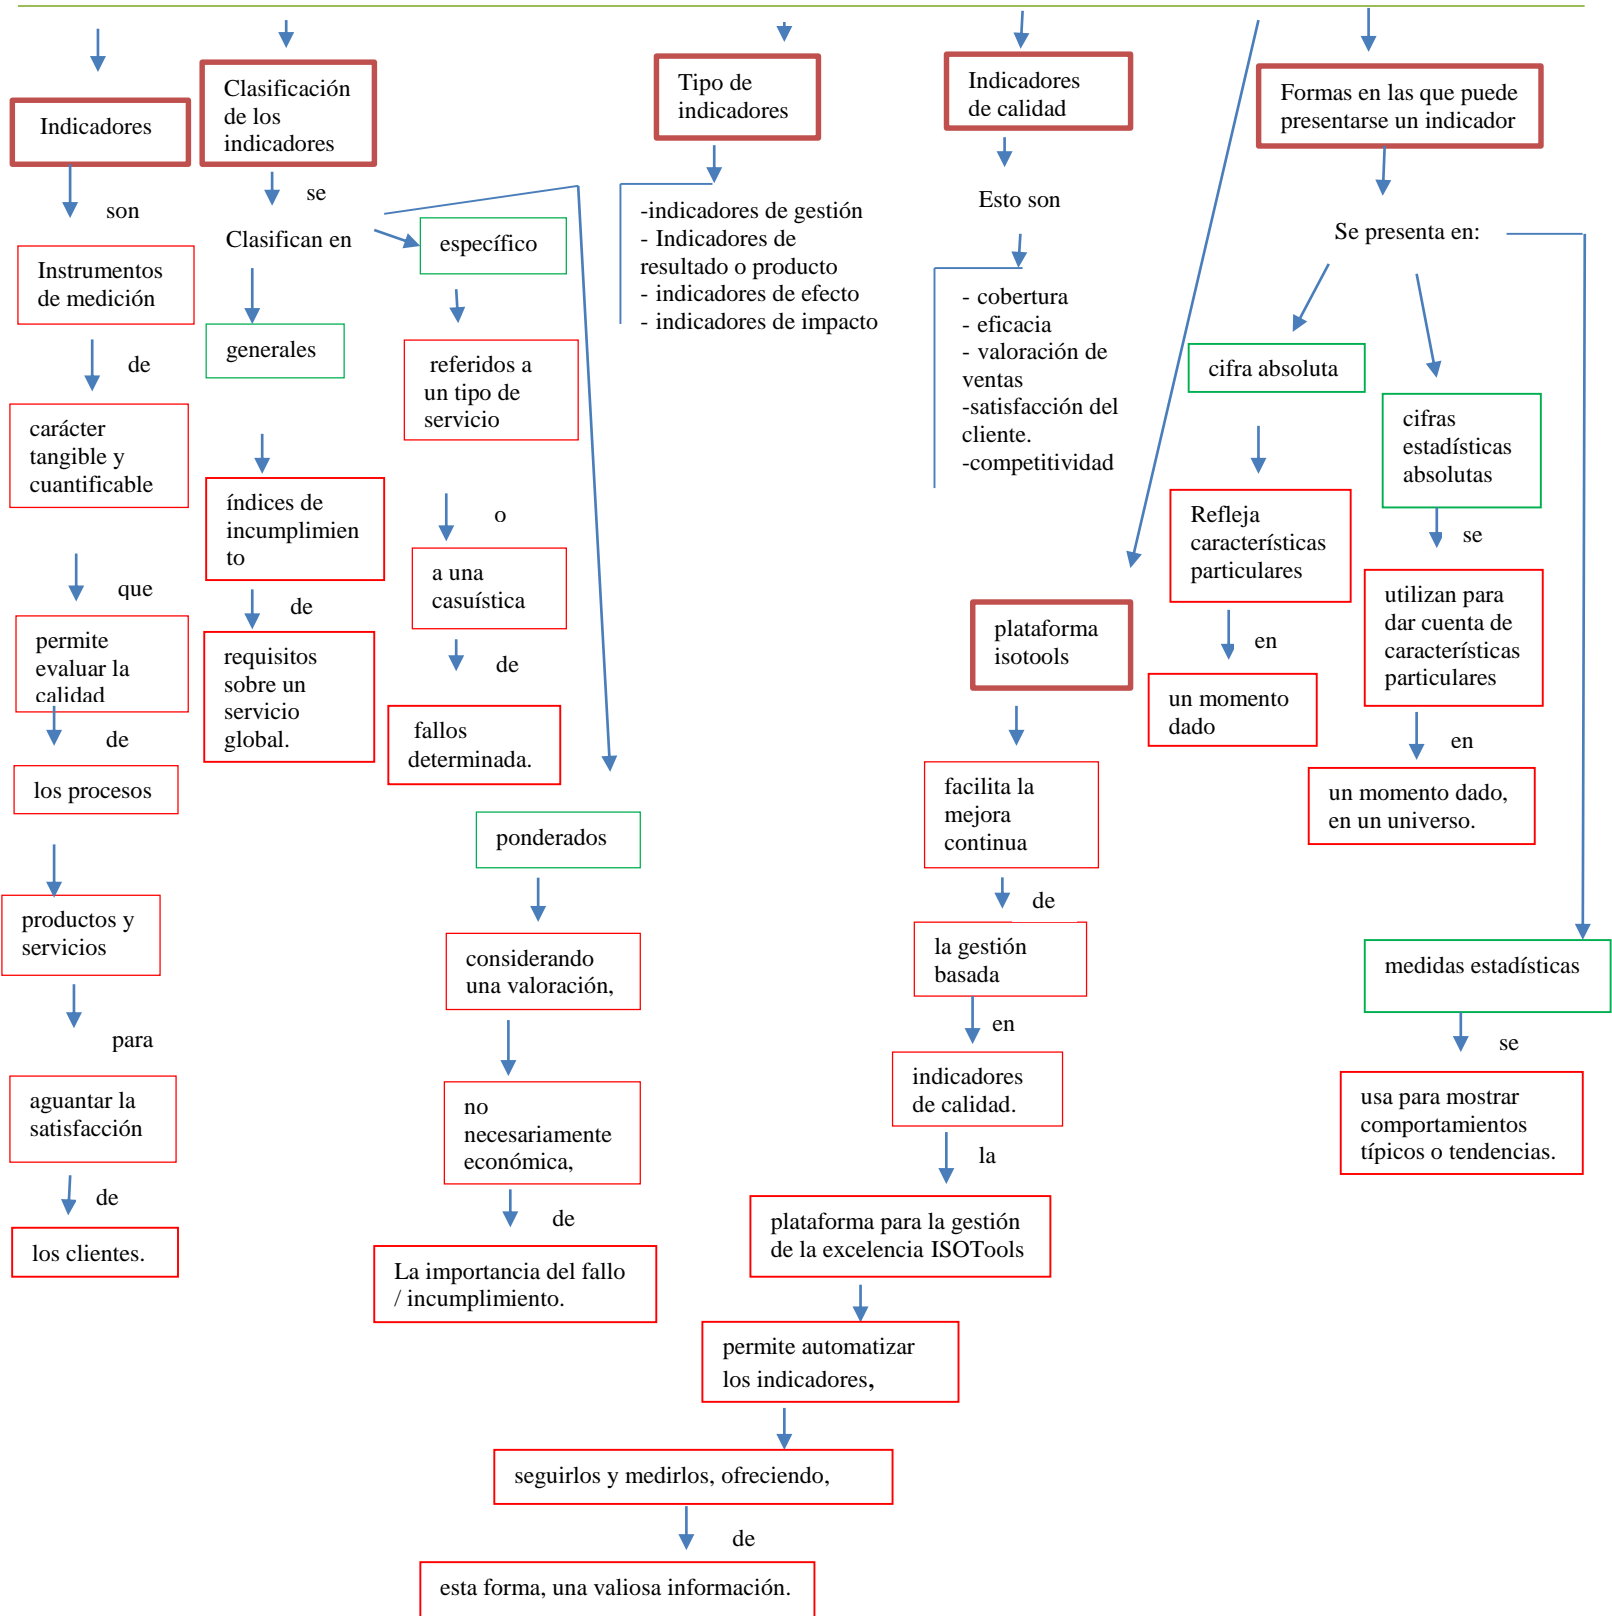 Indicadores
son
Instrumentos
de medición
de
carácter
tangible y
cuantificable
que
permite
evaluar la
calidad
de
los procesos
productos y
servicios
para
aguantar la
satisfacción
de
los clientes.
Clasificación
de los
indicadores
se
Clasifican en
generales
índices de
incumplimien
to
de
requisitos
sobre un
servicio
global.
específico
referidos a
un tipo de
servicio
o
a una
casuística
de
fallos
determinada.
ponderados
considerando
una valoración,
no
necesariamente
económica,
de
La importancia del fallo
/ incumplimiento.
Tipo de
indicadores
-indicadores de gestión
- Indicadores de
resultado o producto
- indicadores de efecto
- indicadores de impacto
Indicadores
de calidad
Esto son
- cobertura
- eficacia
- valoración de
ventas
-satisfacción del
cliente.
-competitividad
plataforma
isotools
facilita la
mejora
continua
de
la gestión
basada
en
indicadores
de calidad.
la
plataforma para la gestión
de la excelencia ISOTools
permite automatizar
los indicadores,
seguirlos y medirlos, ofreciendo,
de
esta forma, una valiosa información.
Formas en las que puede
presentarse un indicador
Se presenta en:
cifra absoluta
Refleja
características
particulares
en
un momento
dado
cifras
estadísticas
absolutas
se
utilizan para
dar cuenta de
características
particulares
en
un momento dado,
en un universo.
medidas estadísticas
se
usa para mostrar
comportamientos
típicos o tendencias.